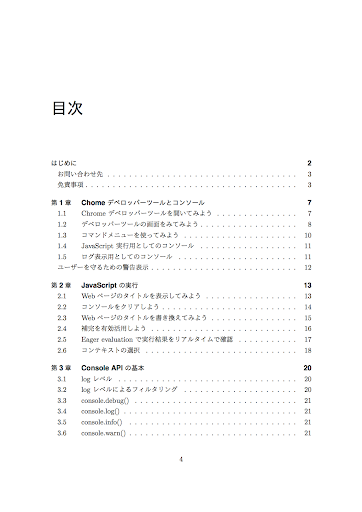 目次
はじめに 2
お問い合わせ先 . . . . . . . . . . . . . . . . . . . . . . . . . . . . . . . 3
免責事項 . . . . . . . . . . . . . . . . . . . . . . . . . . . . . . . . . . 3
第 1 章 Chome デベロッパーツールとコンソール 7
1.1 Chrome デベロッパーツールを開いてみよう . . . . . . . . . . . . . . 7
1.2 デベロッパーツールの画面をみてみよう . . . . . . . . . . . . . . . . 8
1.3 コマンドメニューを使ってみよう . . . . . . . . . . . . . . . . . . . 10
1.4 JavaScript 実行用としてのコンソール . . . . . . . . . . . . . . . . 11
1.5 ログ表示用としてのコンソール . . . . . . . . . . . . . . . . . . . . 11
ユーザーを守るための警告表示 . . . . . . . . . . . . . . . . . . . . . . . 12
第 2 章 JavaScript の実行 13
2.1 Web ページのタイトルを表示してみよう . . . . . . . . . . . . . . . 13
2.2 コンソールをクリアしよう . . . . . . . . . . . . . . . . . . . . . . 14
2.3 Web ページのタイトルを書き換えてみよう . . . . . . . . . . . . . . 15
2.4 補完を有効活用しよう . . . . . . . . . . . . . . . . . . . . . . . . 16
2.5 Eager evaluation で実行結果をリアルタイムで確認 . . . . . . . . . . 17
2.6 コンテキストの選択 . . . . . . . . . . . . . . . . . . . . . . . . . 18
第 3 章 Console API の基本 20
3.1 log レベル . . . . . . . . . . . . . . . . . . . . . . . . . . . . . 20
3.2 log レベルによるフィルタリング . . . . . . . . . . . . . . . . . . . 20
3.3 console.debug() . . . . . . . . . . . . . . . . . . . . . . . . . . 21
3.4 console.log() . . . . . . . . . . . . . . . . . . . . . . . . . . . . 21
3.5 console.info() . . . . . . . . . . . . . . . . . . . . . . . . . . . 21
3.6 console.warn() . . . . . . . . . . . . . . . . . . . . . . . . . . . 21
4